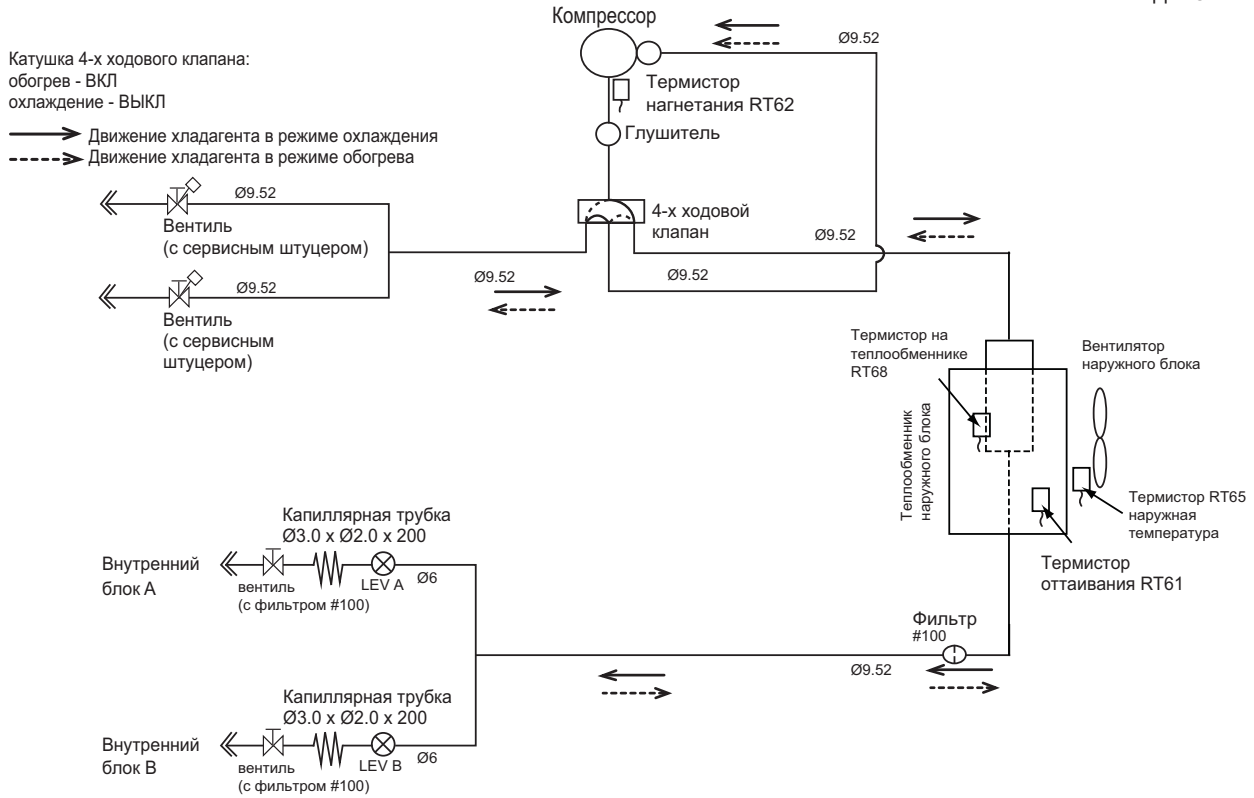 Компрессор
Ø9.52
Катушка 4-х ходового клапана:
обогрев - ВКЛ
охлаждение - ВЫКЛ
Термистор
нагнетания RT62
Движение хладагента в режиме охлаждения
Движение хладагента в режиме обогрева
Глушитель
Ø9.52
Вентиль
(с сервисным штуцером)
4-х ходовой
клапан
Ø9.52
Ø9.52
Ø9.52
Ø9.52
Вентиль
(с сервисным
штуцером)
Термистор на
теплообменнике
RT68
Вентилятор
наружного блока
Теплообменник
наружного блока
Термистор RT65
наружная
температура
Термистор
оттаивания RT61
Капиллярная трубка
Ø3.0 x Ø2.0 x 200
Внутренний
блок A
LEV A
Ø6
вентиль
(с фильтром #100)
Фильтр
#100
Ø9.52
Капиллярная трубка
Ø3.0 x Ø2.0 x 200
Внутренний
блок B
LEV B
Ø6
вентиль
(с фильтром #100)